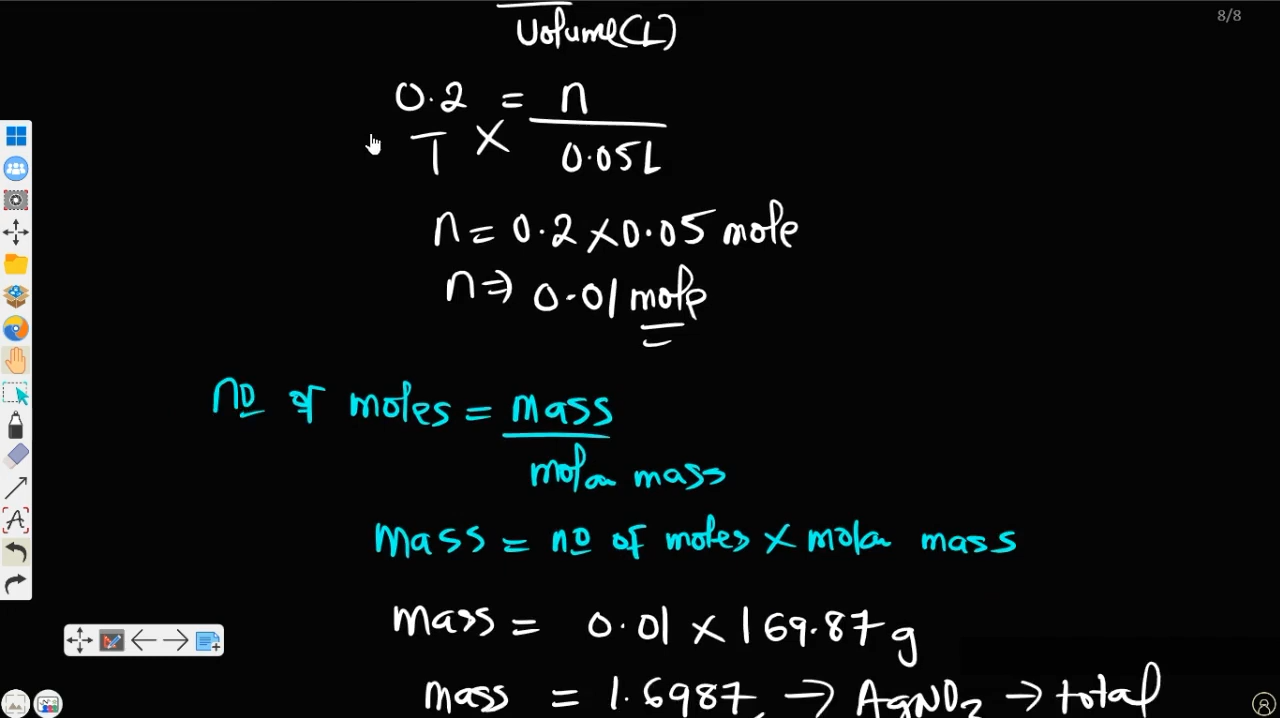 8/8
Volume(L)
0.2 = n
1 × 0.05L
n = 0.2 × 0.05 mole
n ⇒ 0.01 mole
no of moles = mass
molar mass
mass = no of moles × molar mass
mass = 0.01 × 169.87 g
mass = 1.6987 → AgNO3 → total